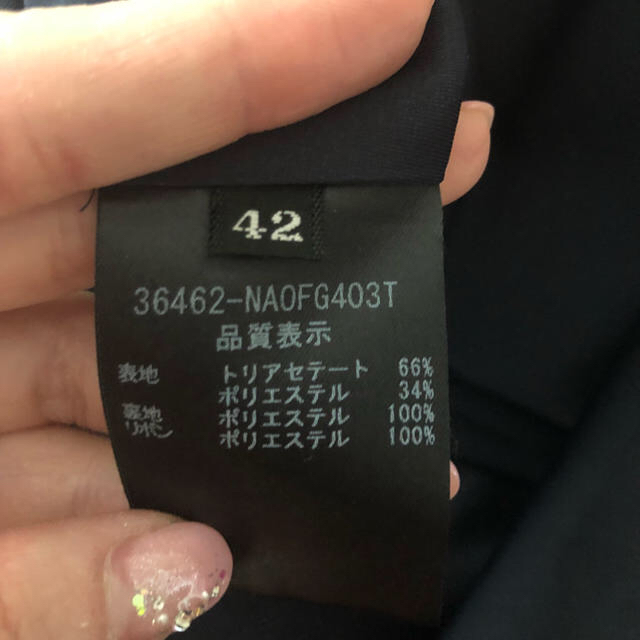 42
36462-NAOFG403T
品質表示
表地 トリアセテート 66%
ポリエステル 34%
裏地 ポリエステル 100%
リボン ポリエステル 100%